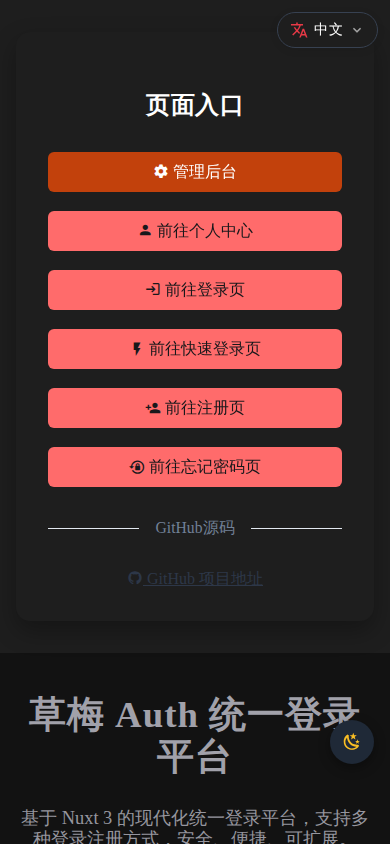 中文
页面入口
管理后台
前往个人中心
前往登录页
前往快速登录页
前往注册页
前往忘记密码页
GitHub源码
GitHub 项目地址
草梅 Auth 统一登录
平台
基于 Nuxt 3 的现代化统一登录平台，支持多
种登录注册方式，安全、便捷、可扩展。